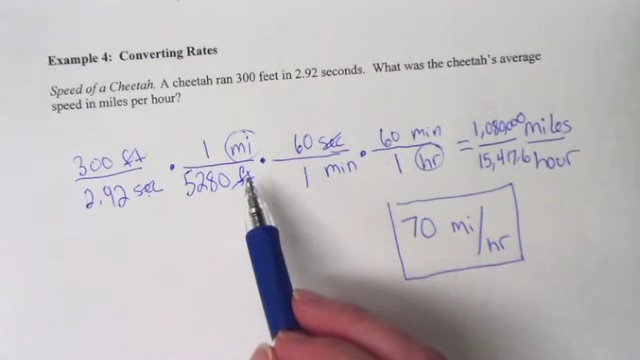 Example 4: Converting Rates
Speed of a Cheetah. A cheetah ran 300 feet in 2.92 seconds. What was the cheetah's average
speed in miles per hour?
300 ft / 2.92 sec · 1 mi / 5280 ft · 60 sec / 1 min · 60 min / 1 hr = 1,080,000 miles / 15,417.6 hour
70 mi/hr